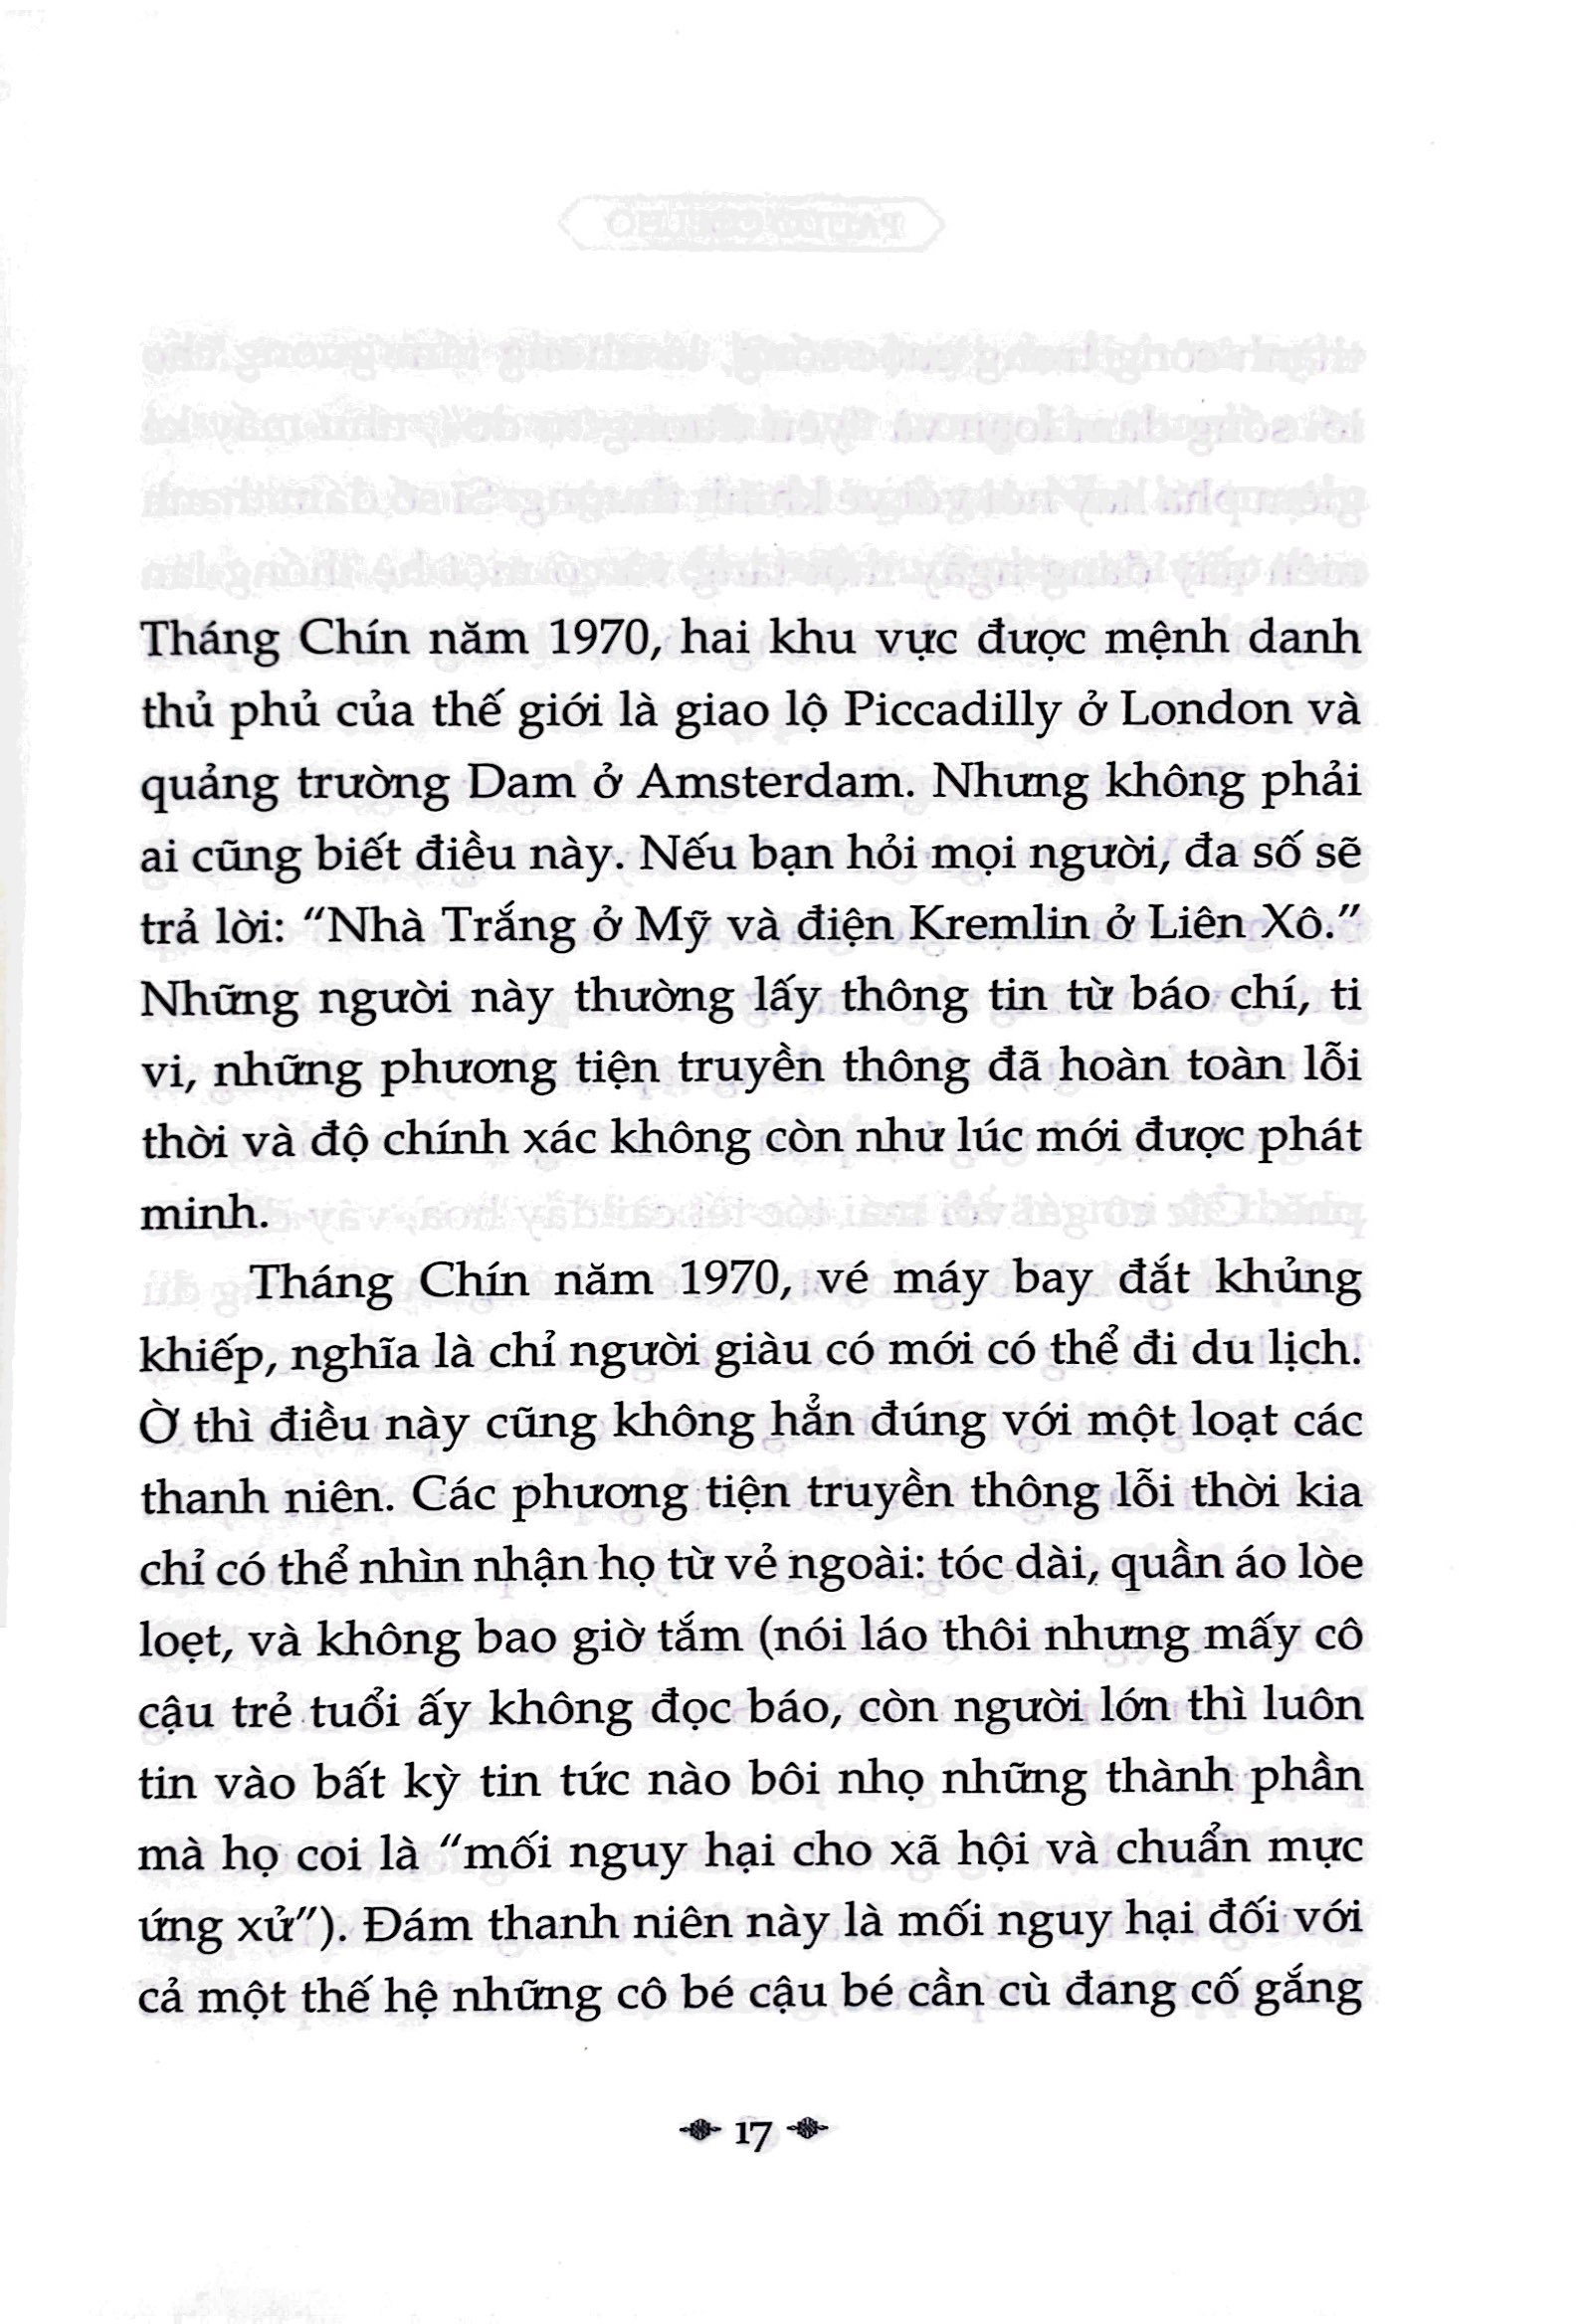 Tháng Chín năm 1970, hai khu vực được mệnh danh
thủ phủ của thế giới là giao lộ Piccadilly ở London và
quảng trường Dam ở Amsterdam. Nhưng không phải
ai cũng biết điều này. Nếu bạn hỏi mọi người, đa số sẽ
trả lời: “Nhà Trắng ở Mỹ và điện Kremlin ở Liên Xô.”
Những người này thường lấy thông tin từ báo chí, ti
vi, những phương tiện truyền thông đã hoàn toàn lỗi
thời và độ chính xác không còn như lúc mới được phát
minh.
Tháng Chín năm 1970, vé máy bay đắt khủng
khiếp, nghĩa là chỉ người giàu có mới có thể đi du lịch.
Ờ thì điều này cũng không hẳn đúng với một loạt các
thanh niên. Các phương tiện truyền thông lỗi thời kia
chỉ có thể nhìn nhận họ từ vẻ ngoài: tóc dài, quần áo lòe
loẹt, và không bao giờ tắm (nói láo thôi nhưng mấy cô
cậu trẻ tuổi ấy không đọc báo, còn người lớn thì luôn
tin vào bất kỳ tin tức nào bôi nhọ những thành phần
mà họ coi là “mối nguy hại cho xã hội và chuẩn mực
ứng xử”). Đám thanh niên này là mối nguy hại đối với
cả một thế hệ những cô bé cậu bé cần cù đang cố gắng
17